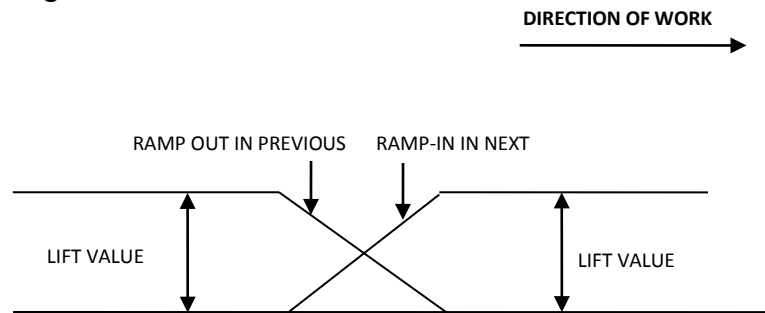 DIRECTION OF WORK
RAMP OUT IN PREVIOUS
RAMP-IN IN NEXT
LIFT VALUE
LIFT VALUE